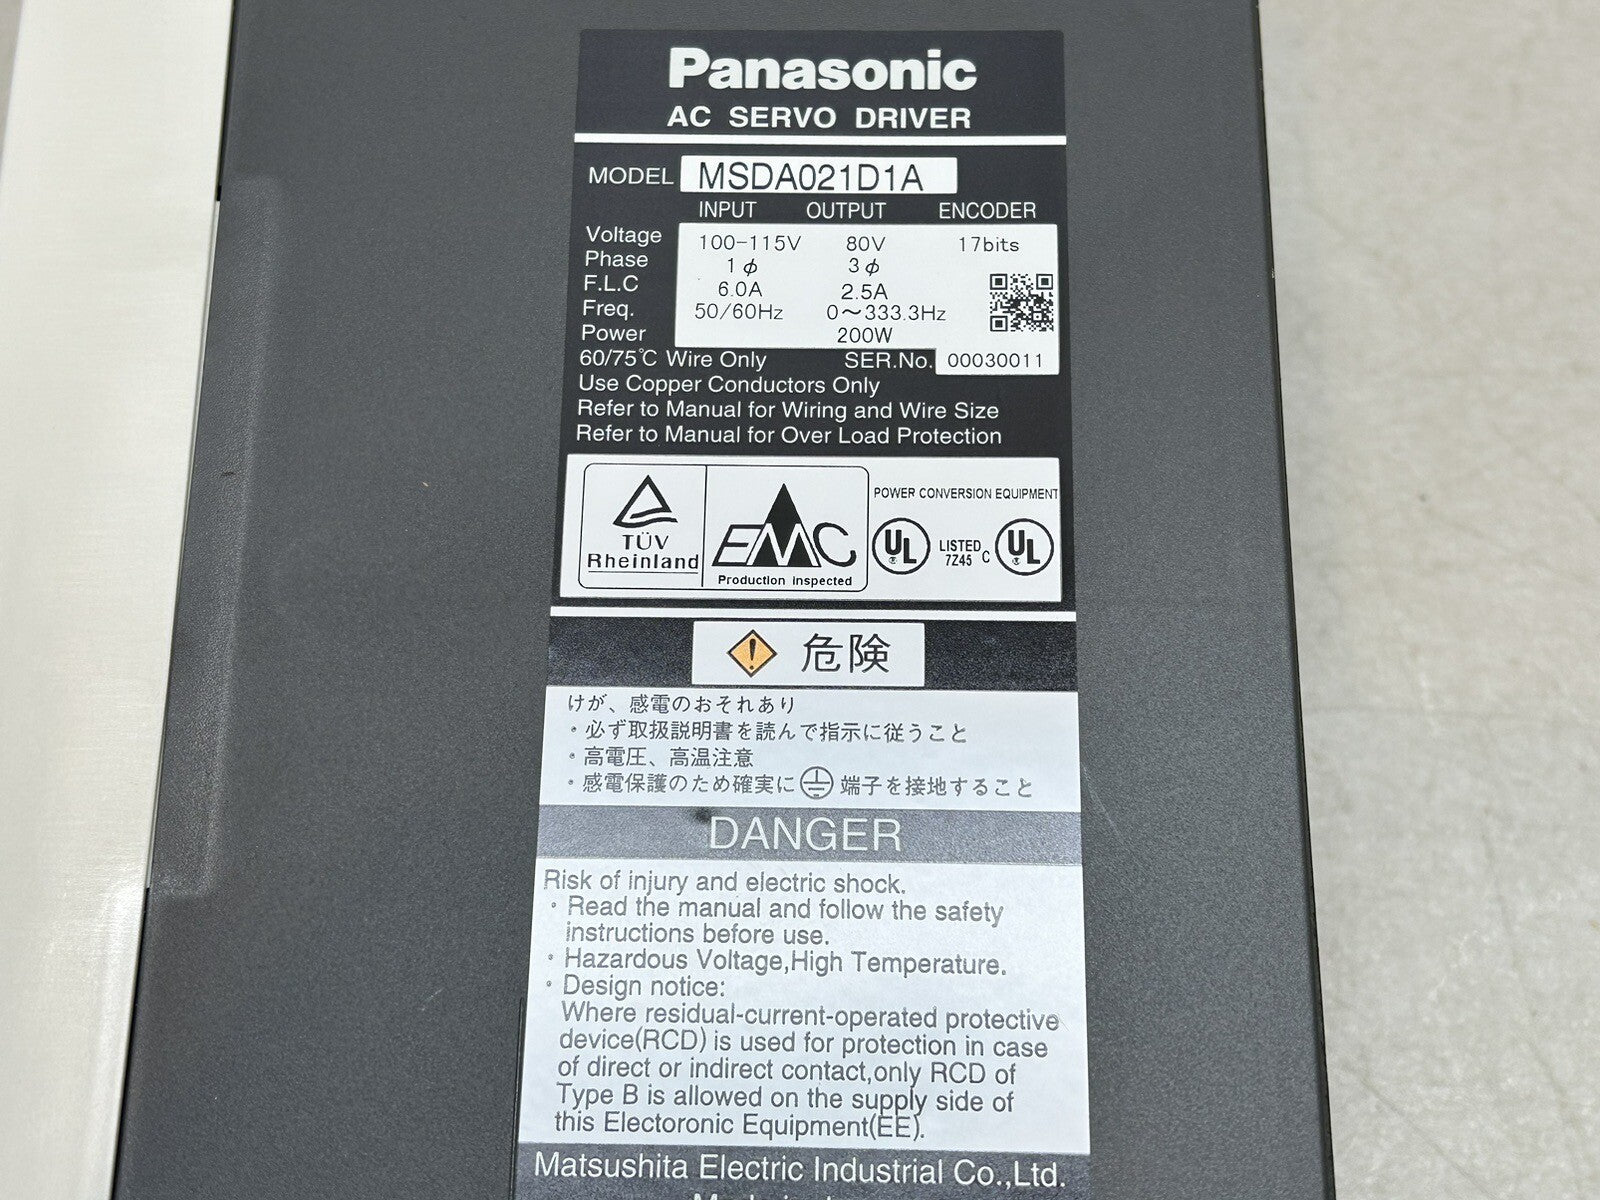 Panasonic
AC SERVO DRIVER
MODEL MSDA021D1A
INPUT OUTPUT ENCODER
Voltage 100-115V 80V 17bits
Phase 1φ 3φ
F.L.C 6.0A 2.5A
Freq. 50/60Hz 0~333.3Hz
Power 200W
60/75℃ Wire Only SER.No. 00030011
Use Copper Conductors Only
Refer to Manual for Wiring and Wire Size
Refer to Manual for Over Load Protection
TÜV
Rheinland
EMC
Production inspected
POWER CONVERSION EQUIPMENT
UL LISTED 7Z45 C UL
危険
けが、感電のおそれあり
・必ず取扱説明書を読んで指示に従うこと
・高電圧、高温注意
・感電保護のため確実に端子を接地すること
DANGER
Risk of injury and electric shock.
・Read the manual and follow the safety
instructions before use.
・Hazardous Voltage,High Temperature.
・Design notice:
Where residual-current-operated protective
device(RCD) is used for protection in case
of direct or indirect contact,only RCD of
Type B is allowed on the supply side of
this Electoronic Equipment(EE).
Matsushita Electric Industrial Co.,Ltd.